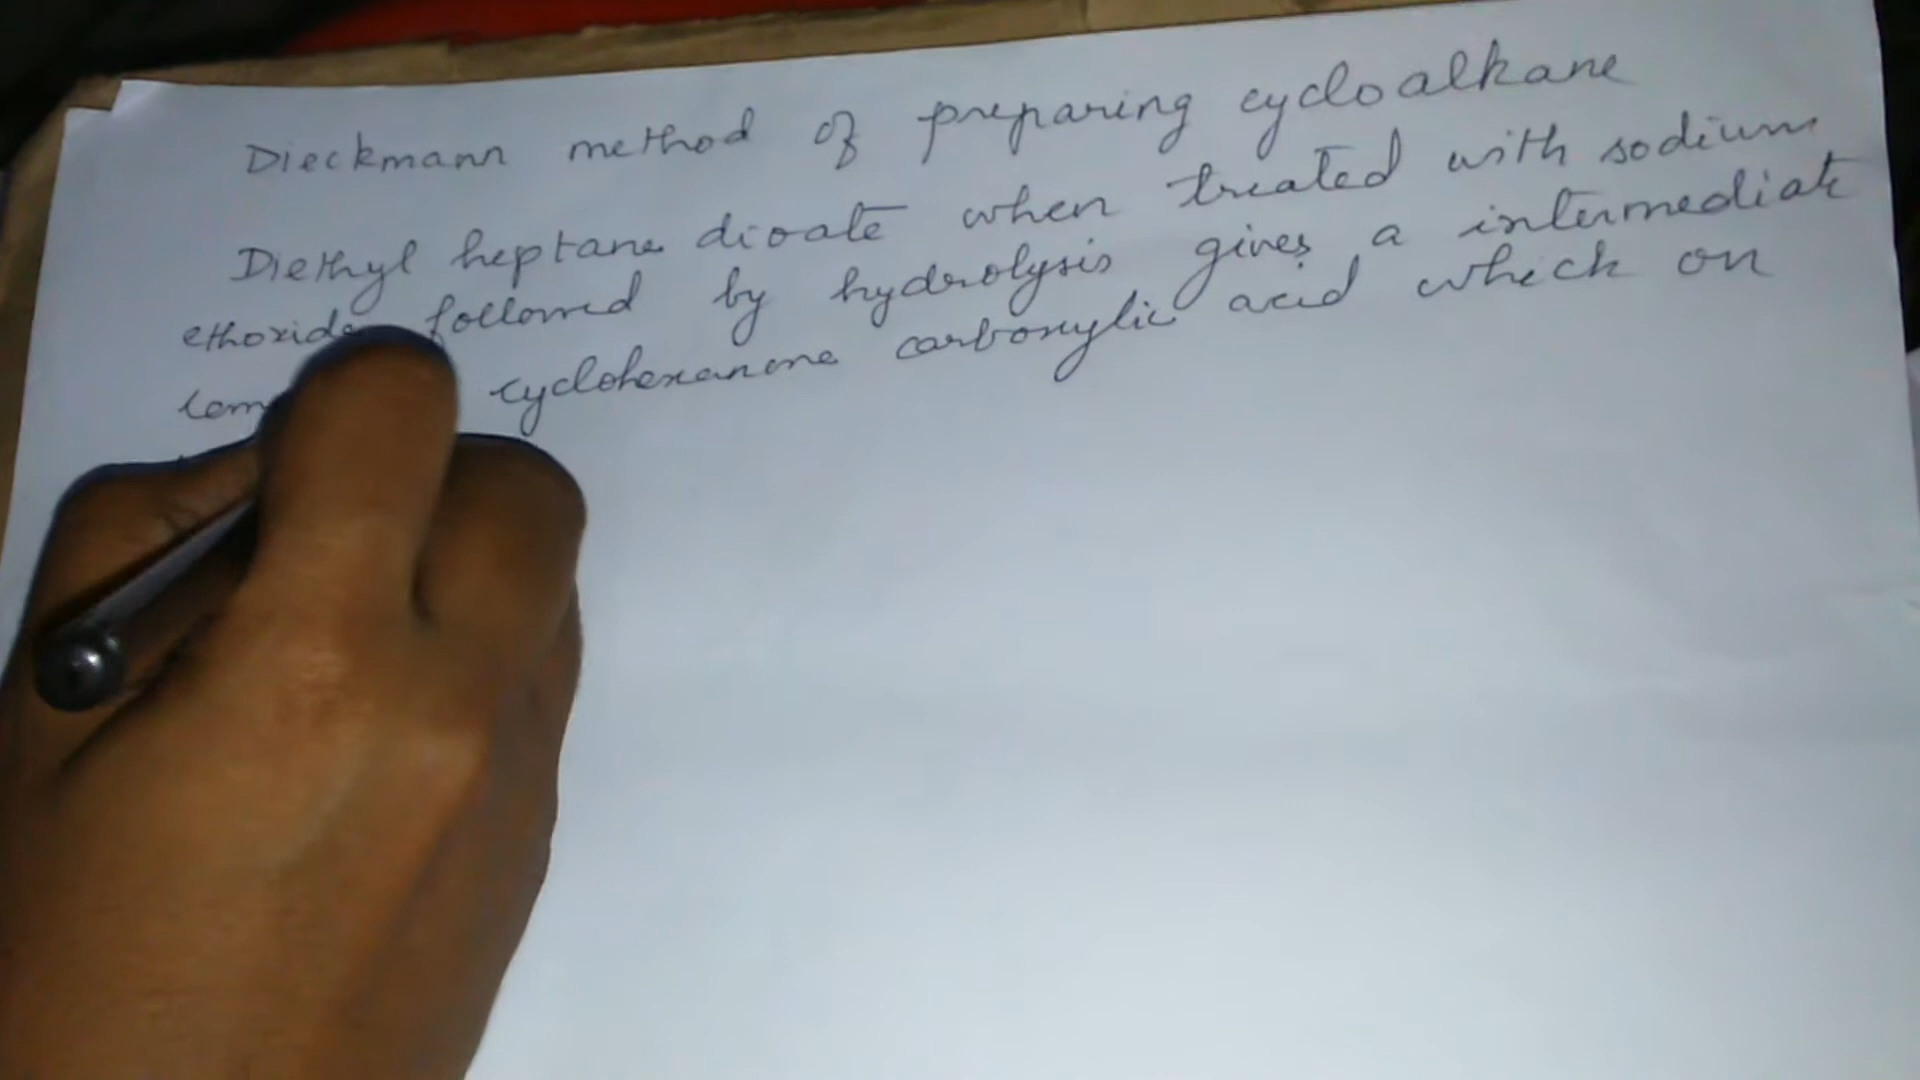 Dieckmann method of preparing cycloalkane
Diethyl heptane dioate when treated with sodium
ethoxide followed by hydrolysis gives a intermediate
cyclohexanone carboxylic acid which on